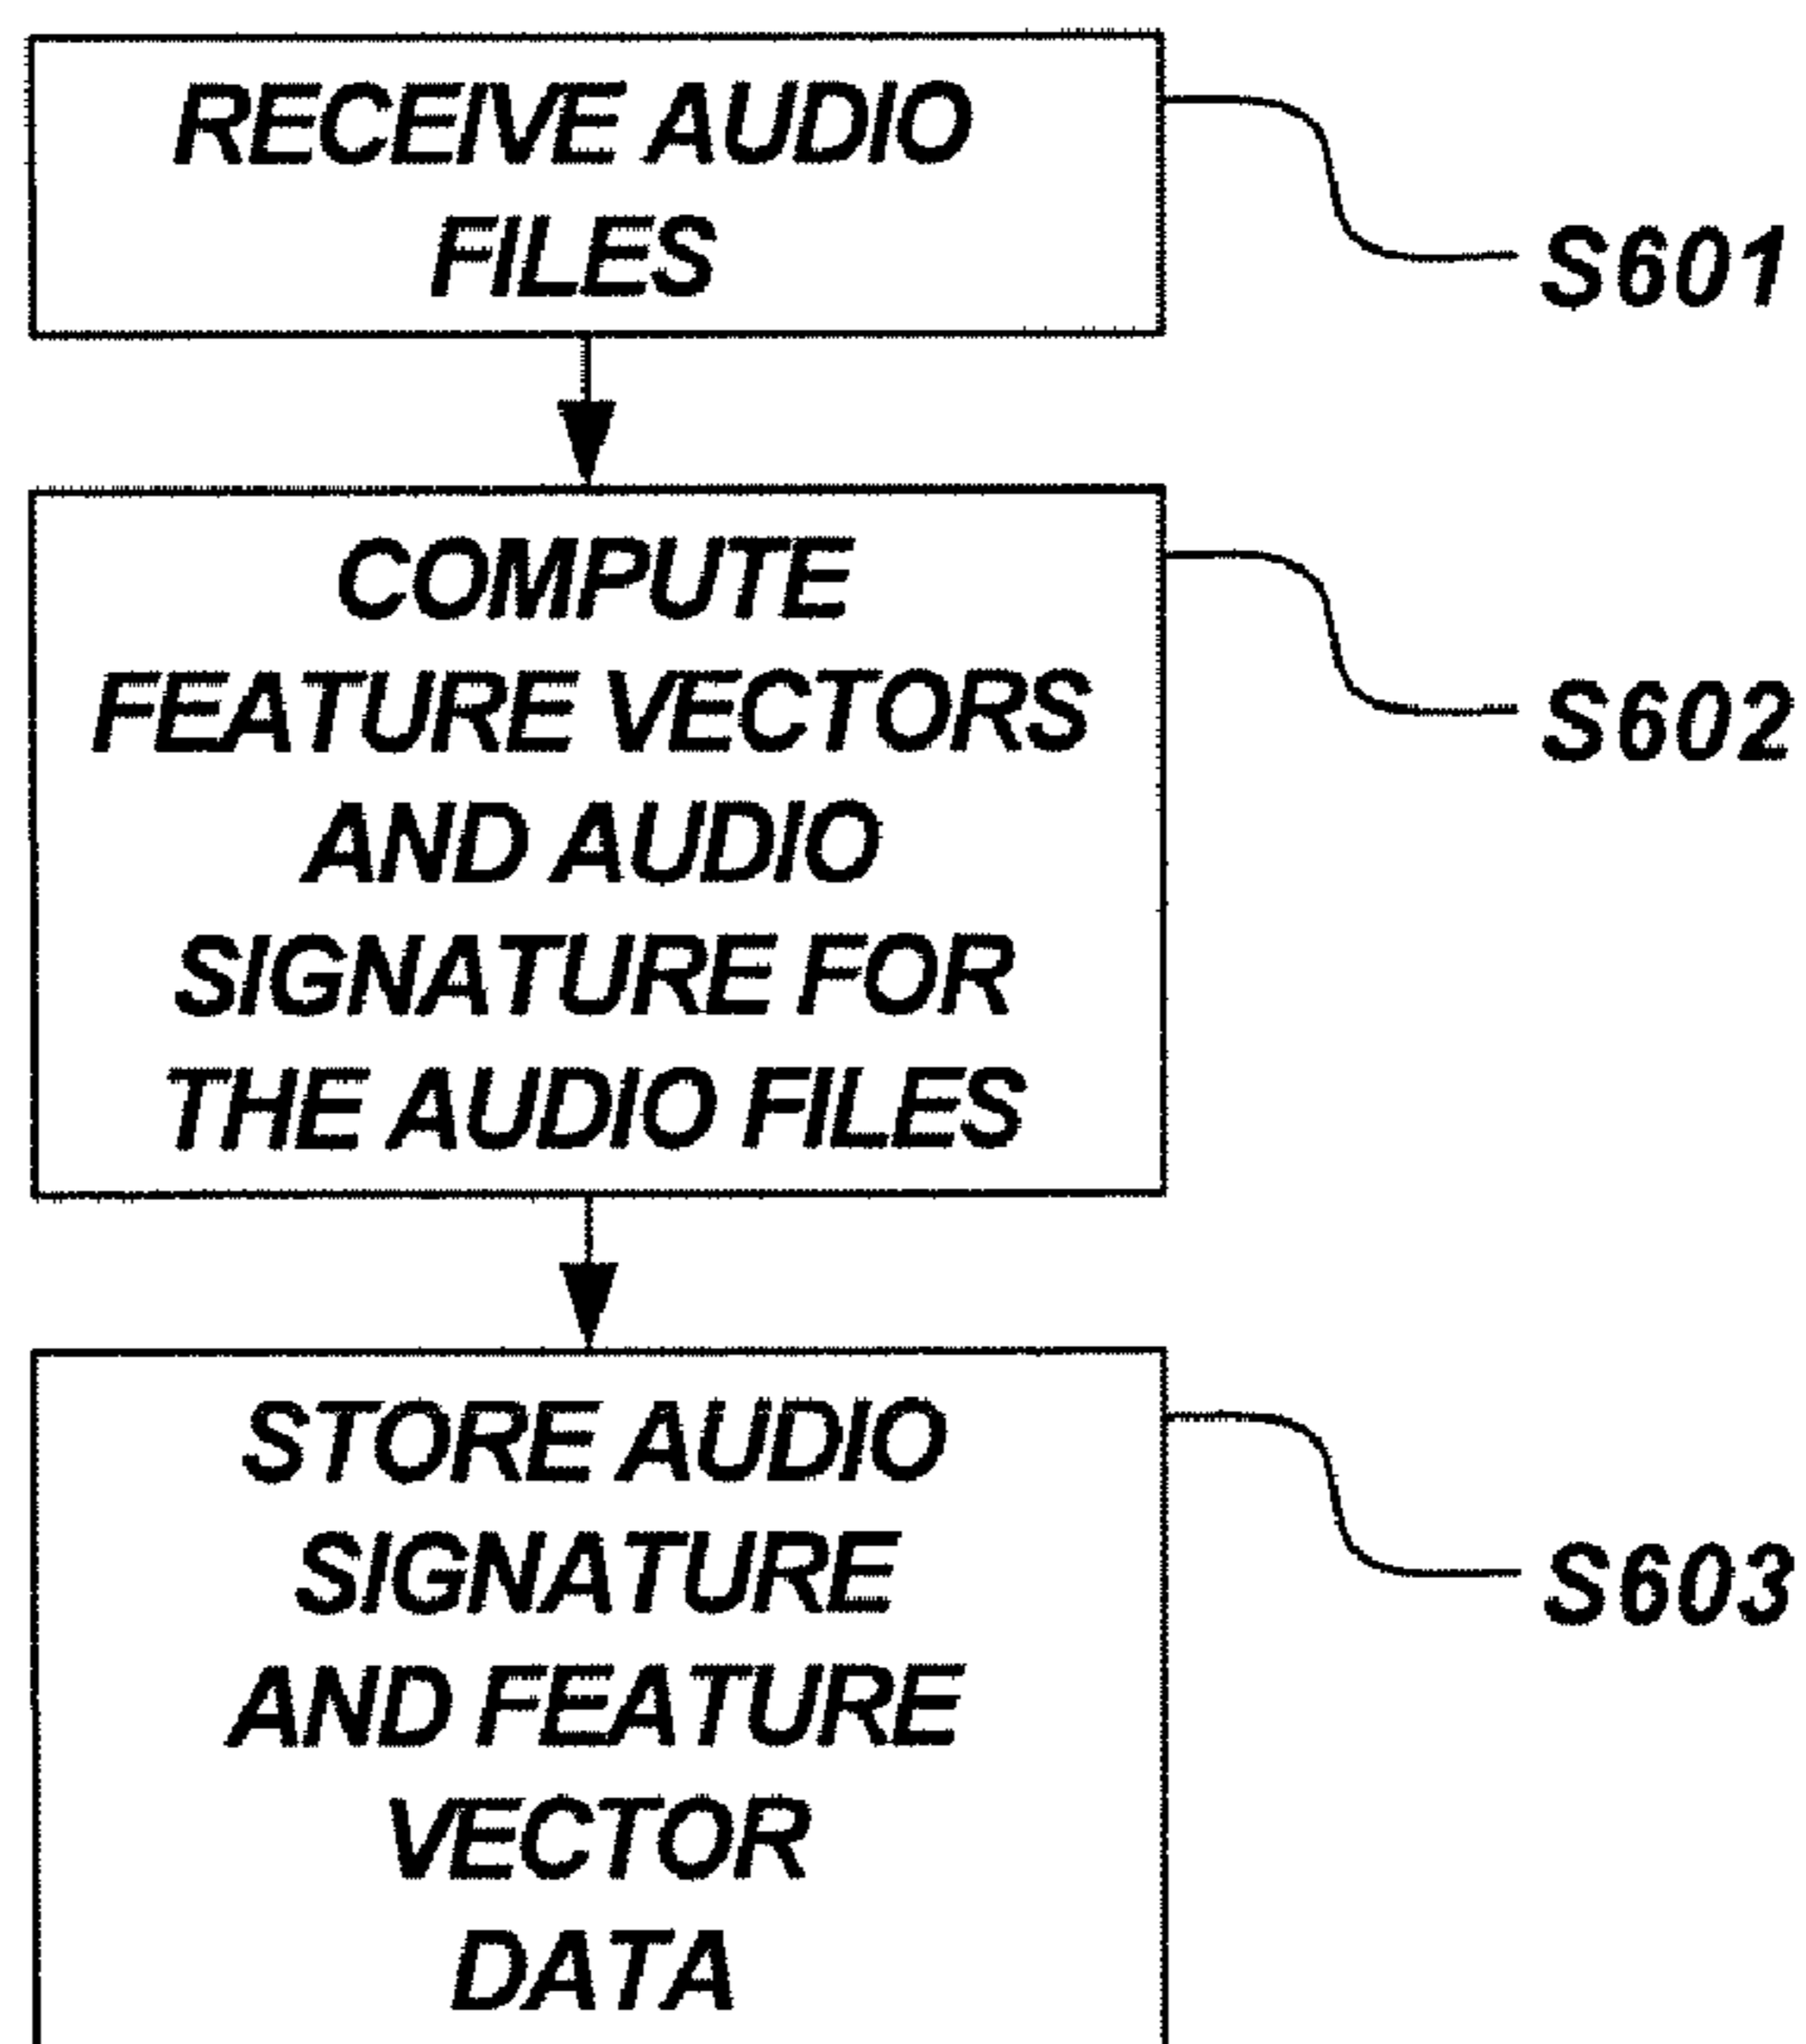 RECEIVE AUDIO
FILES
S601
COMPUTE
FEATURE VECTORS
AND AUDIO
SIGNATURE FOR
THE AUDIO FILES
S602
STORE AUDIO
SIGNATURE
AND FEATURE
VECTOR
DATA
S603